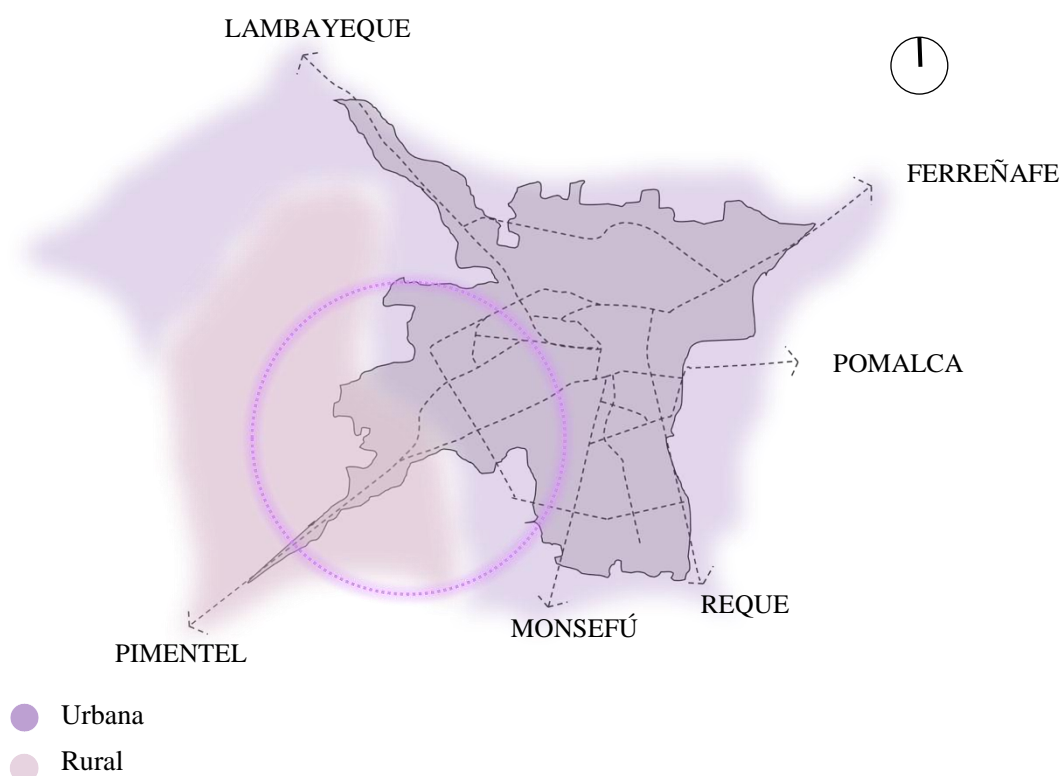 LAMBAYEQUE
FERREÑAFE
POMALCA
REQUE
MONSEFÚ
PIMENTEL
Urbana
Rural